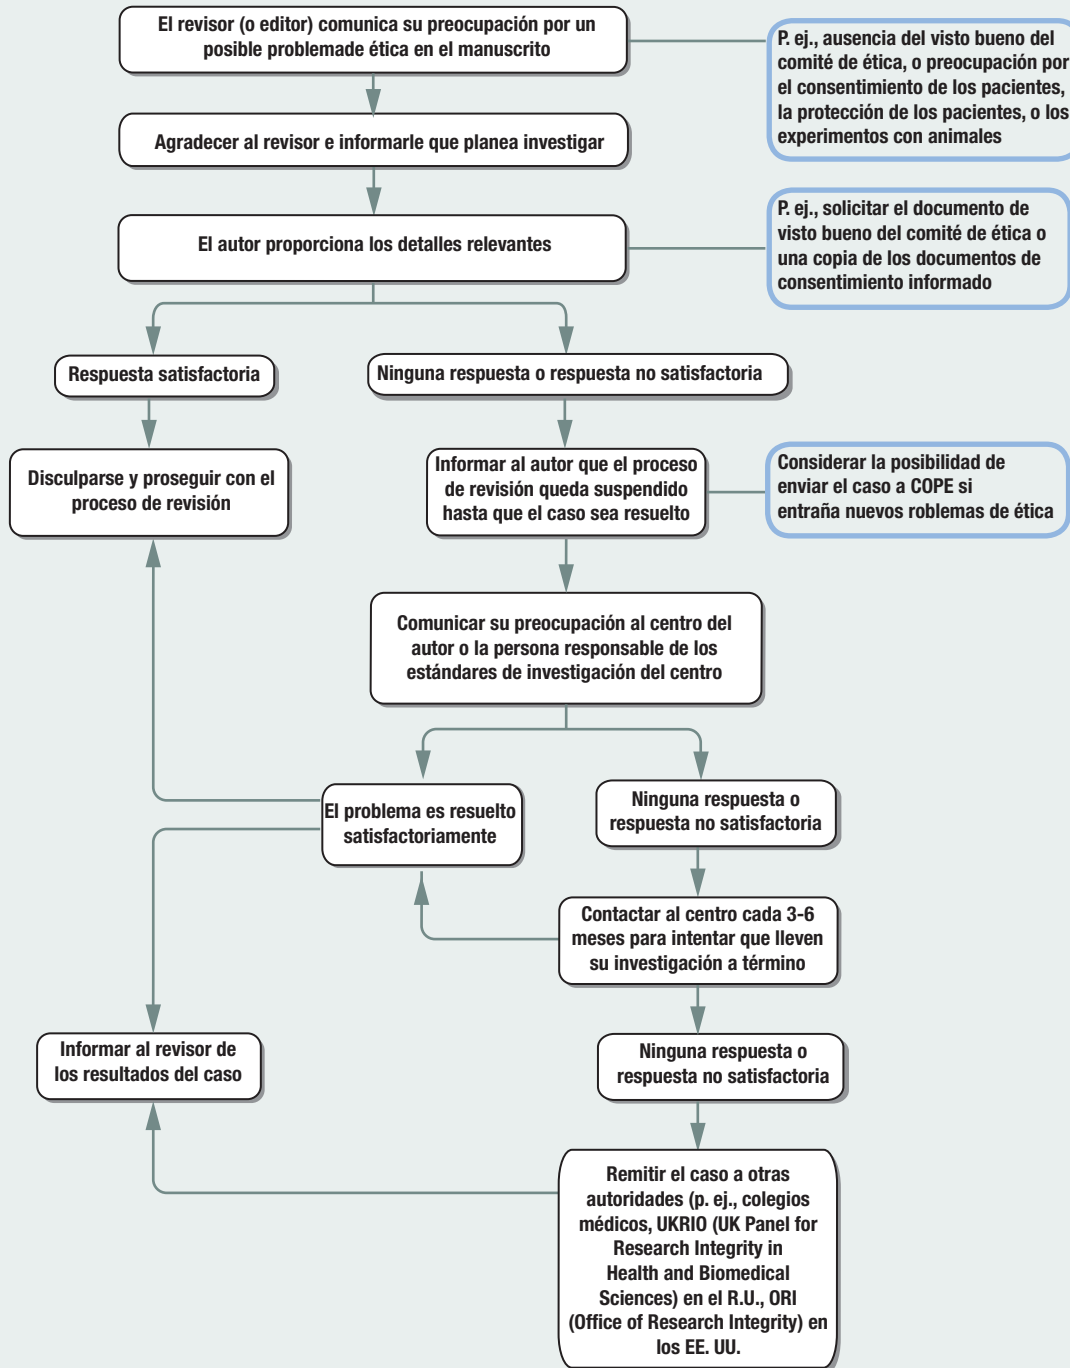 El revisor (o editor) comunica su preocupación por un
posible problemade ética en el manuscrito
P. ej., ausencia del visto bueno del
comité de ética, o preocupación por
el consentimiento de los pacientes,
la protección de los pacientes, o los
experimentos con animales
Agradecer al revisor e informarle que planea investigar
El autor proporciona los detalles relevantes
P. ej., solicitar el documento de
visto bueno del comité de ética o
una copia de los documentos de
consentimiento informado
Respuesta satisfactoria
Ninguna respuesta o respuesta no satisfactoria
Disculparse y proseguir con el
proceso de revisión
Informar al autor que el proceso
de revisión queda suspendido
hasta que el caso sea resuelto
Considerar la posibilidad de
enviar el caso a COPE si
entraña nuevos roblemas de ética
Comunicar su preocupación al centro del
autor o la persona responsable de los
estándares de investigación del centro
El problema es resuelto
satisfactoriamente
Ninguna respuesta o
respuesta no satisfactoria
Contactar al centro cada 3-6
meses para intentar que lleven
su investigación a término
Informar al revisor de
los resultados del caso
Ninguna respuesta o
respuesta no satisfactoria
Remitir el caso a otras
autoridades (p. ej., colegios
médicos, UKRIO (UK Panel for
Research Integrity in
Health and Biomedical
Sciences) en el R.U., ORI
(Office of Research Integrity) en
los EE. UU.